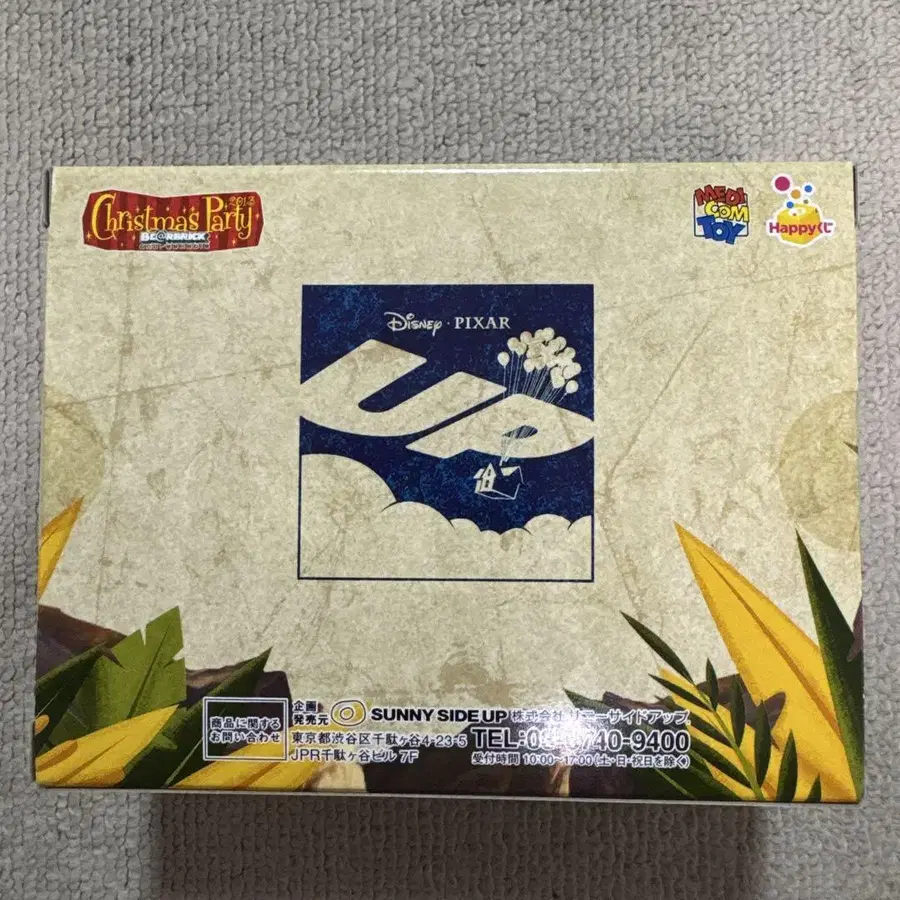 Christmas Party
2018
BE@RBRICK
MEDI
COM
TOY
Happyくじ
Disney · PIXAR
UP
商品に関する
お問い合わせ
企画
発売元
SUNNY SIDE UP 株式会社サニーサイドアップ
東京都渋谷区千駄ヶ谷4-23-5
JPR千駄ヶ谷ビル 7F
TEL: 740-9400
受付時間 10:00~17:00(土・日・祝日を除く)